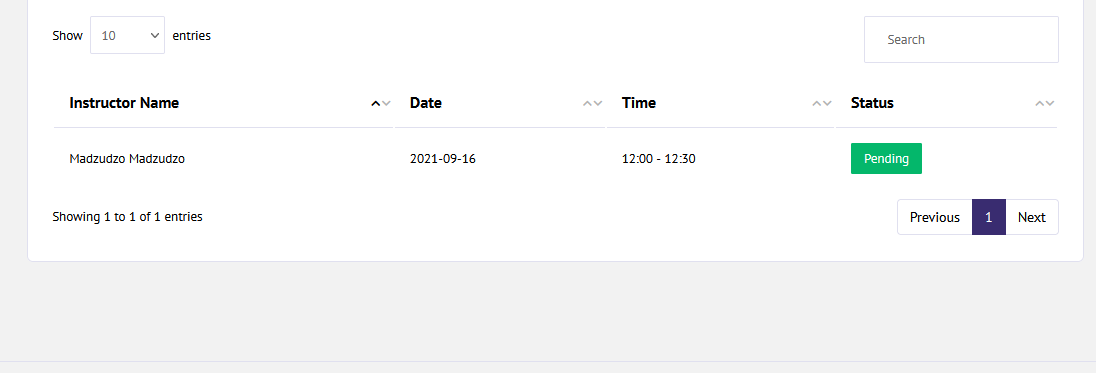 Show 10 entries
Search
Instructor Name Date Time Status
Madzudzo Madzudzo 2021-09-16 12:00 - 12:30 Pending
Showing 1 to 1 of 1 entries
Previous 1 Next